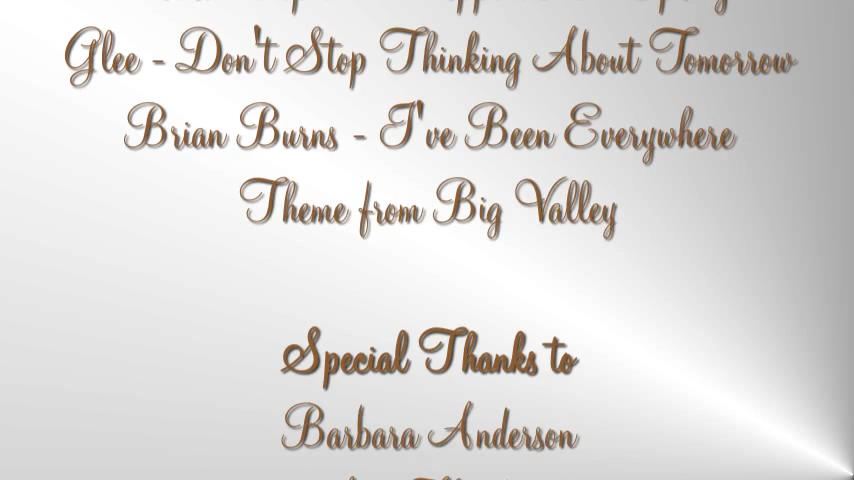 Glee - Don't Stop Thinking About Tomorrow
Brian Burns - I've Been Everywhere
Theme from Big Valley
Special Thanks to
Barbara Anderson